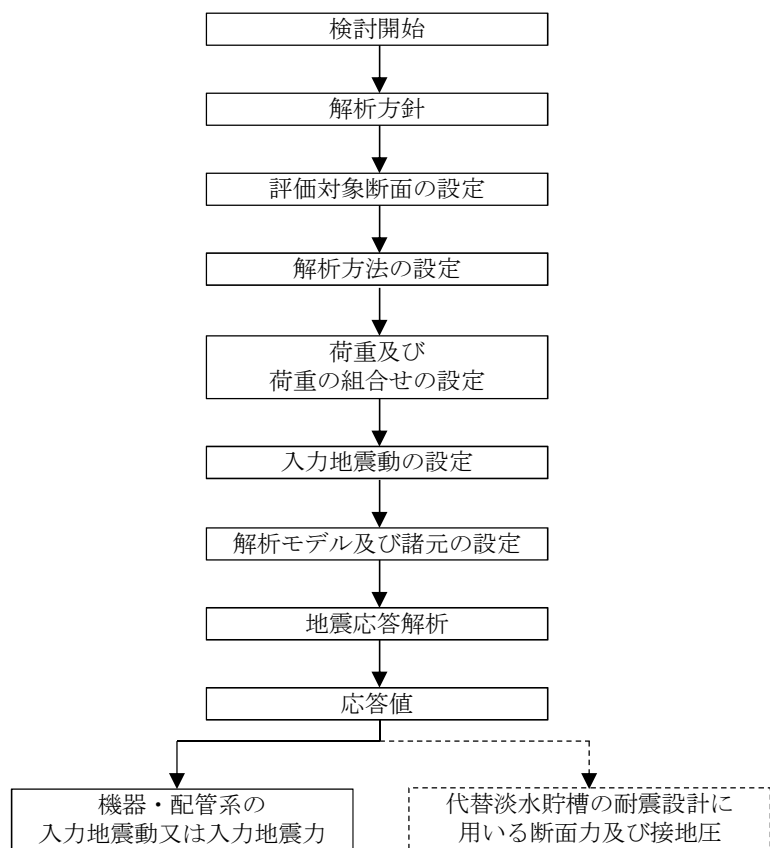 検討開始
解析方針
評価対象断面の設定
解析方法の設定
荷重及び
荷重の組合せの設定
入力地震動の設定
解析モデル及び諸元の設定
地震応答解析
応答値
機器・配管系の
入力地震動又は入力地震力
代替淡水貯槽の耐震設計に
用いる断面力及び接地圧